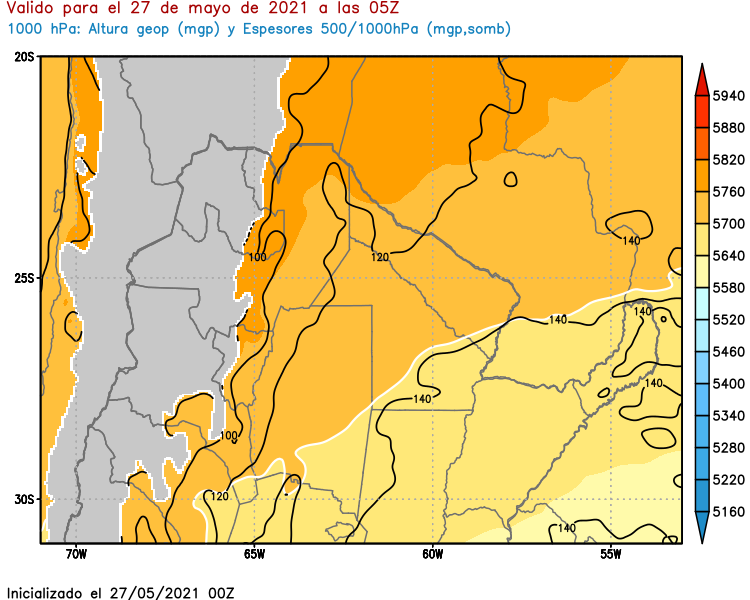 Valido para el 27 de mayo de 2021 a las 05Z
1000 hPa: Altura geop (mgp) y Espesores 500/1000hPa (mgp,somb)
20S
5940
5880
5820
5760
5700
5640
5580
5520
5460
5400
5340
5280
5220
5160
140
100
120
25S
140
140
140
140
100
120
30S
140
70W
65W
60W
55W
Inicializado el 27/05/2021 00Z